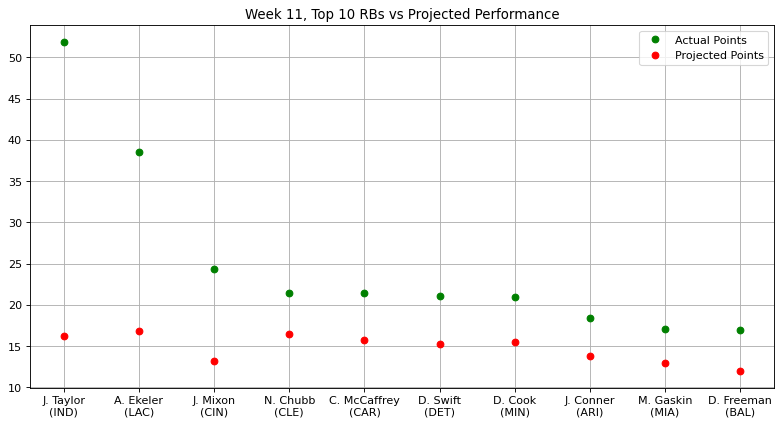 Week 11, Top 10 RBs vs Projected Performance
Actual Points
Projected Points
50
45
40
35
30
25
20
15
10
J. Taylor
(IND)
A. Ekeler
(LAC)
J. Mixon
(CIN)
N. Chubb
(CLE)
C. McCaffrey
(CAR)
D. Swift
(DET)
D. Cook
(MIN)
J. Conner
(ARI)
M. Gaskin
(MIA)
D. Freeman
(BAL)